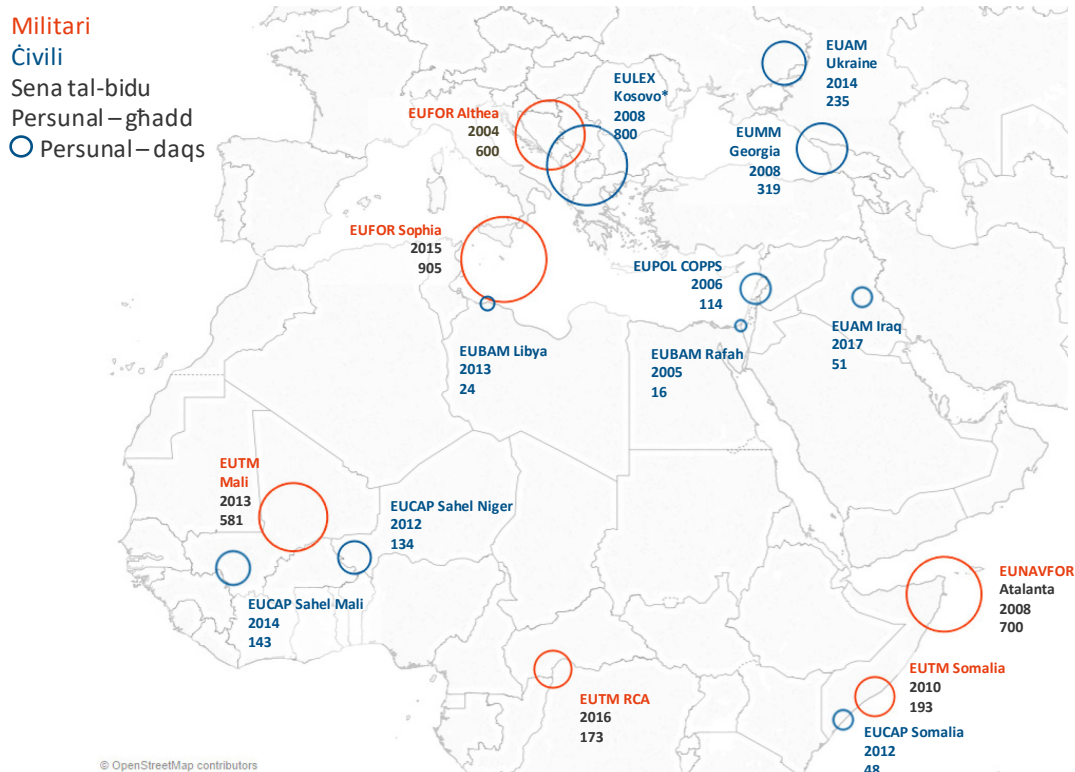 Militari
Ċivili
Sena tal-bidu
Persunal – għadd
Persunal – daqs
EUAM
Ukraine
2014
235
EULEX
Kosovo*
2008
800
EUFOR Althea
2004
600
EUMM
Georgia
2008
319
EUFOR Sophia
2015
905
EUPOL COPPS
2006
114
EUAM Iraq
2017
51
EUBAM Libya
2013
24
EUBAM Rafah
2005
16
EUTM
Mali
2013
581
EUCAP Sahel Niger
2012
134
EUCAP Sahel Mali
2014
143
EUNAVFOR
Atalanta
2008
700
EUTM RCA
2016
173
EUTM Somalia
2010
193
EUCAP Somalia
2012
48
© OpenStreetMap contributors